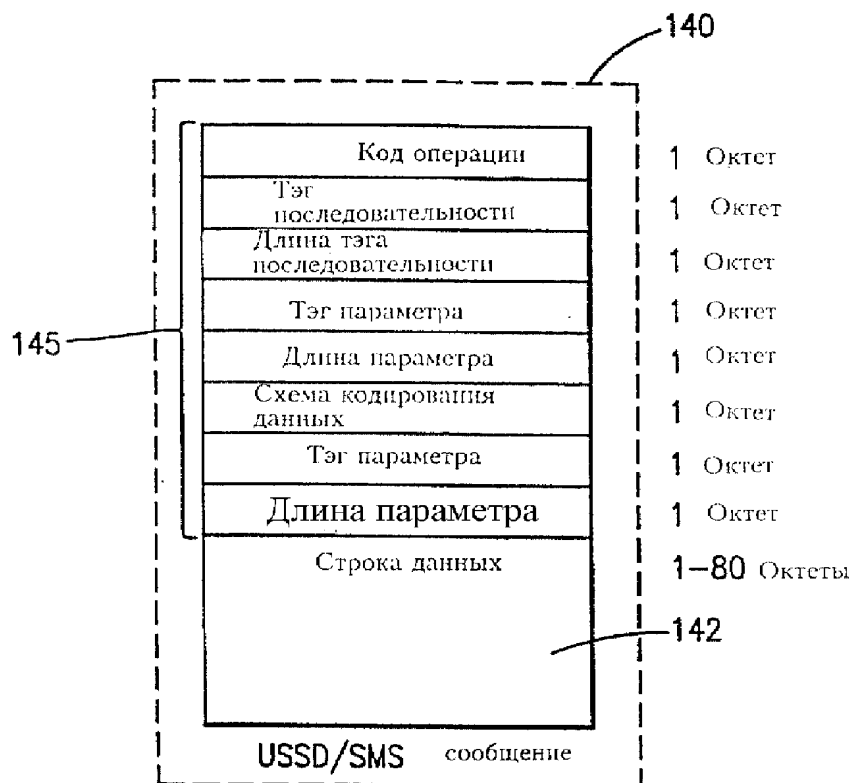 140
Код операции 1 Октет
Тэг
последовательности 1 Октет
Длина тэга
последовательности 1 Октет
Тэг параметра 1 Октет
145
Длина параметра 1 Октет
Схема кодирования
данных 1 Октет
Тэг параметра 1 Октет
Длина параметра 1 Октет
Строка данных 1-80 Октеты
142
USSD/SMS сообщение